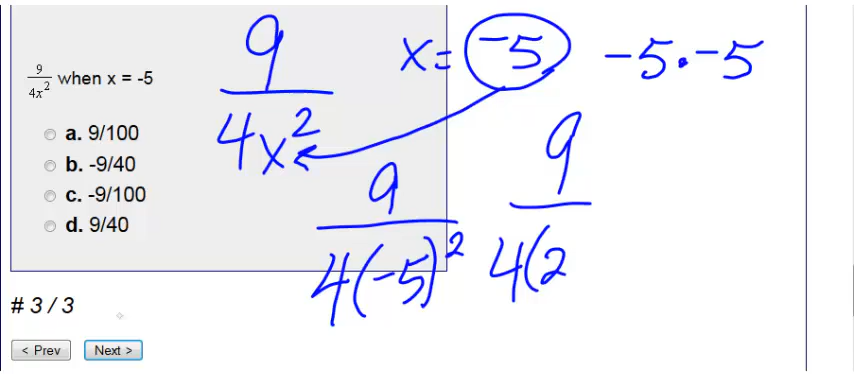 9/4x² when x = -5
a. 9/100
b. -9/40
c. -9/100
d. 9/40
# 3 / 3
< Prev Next >
9/4x²
x = -5
-5 · -5
9/4(-5)²
9/4(2